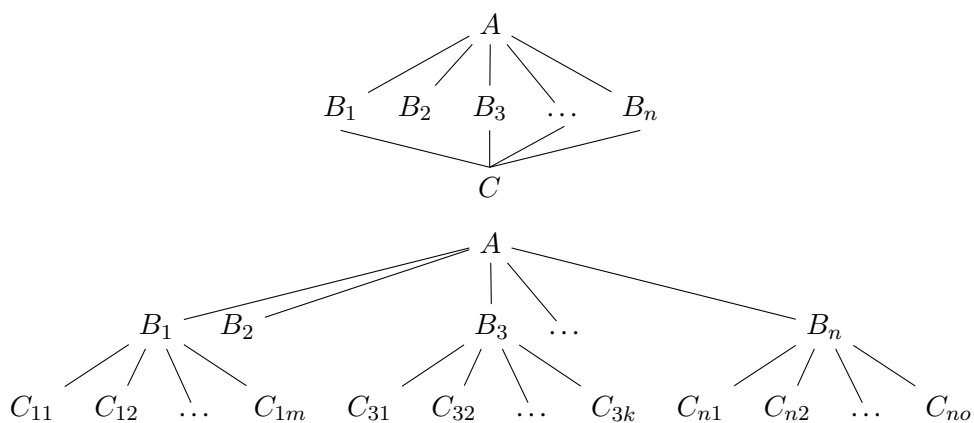 A
B₁ B₂ B₃ … Bₙ
C
A
B₁ B₂ B₃ … Bₙ
C₁₁ C₁₂ … C₁ₘ C₃₁ C₃₂ … C₃ₖ Cₙ₁ Cₙ₂ … Cₙₒ